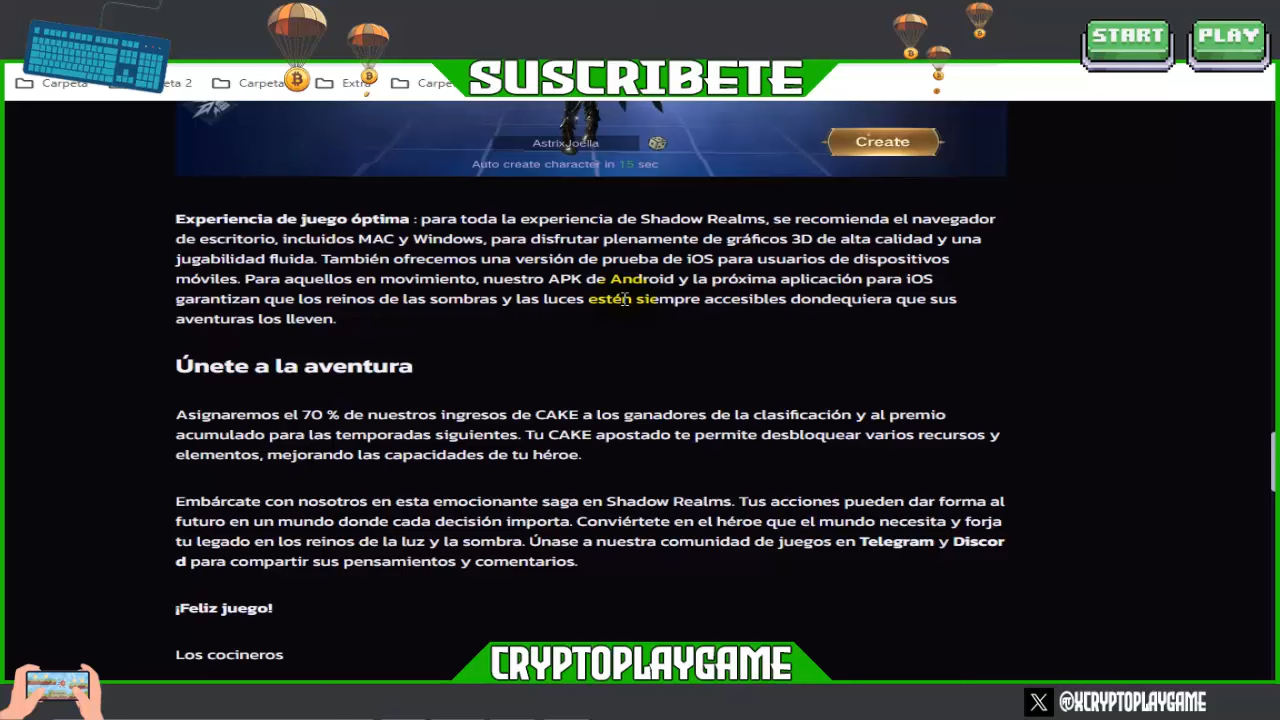 START PLAY
SUSCRIBETE
Carpeta
eta 2
Carpeta
Extra
Carpe
AstrixJoella
Create
Auto create character in 15 sec
Experiencia de juego óptima : para toda la experiencia de Shadow Realms, se recomienda el navegador
de escritorio, incluidos MAC y Windows, para disfrutar plenamente de gráficos 3D de alta calidad y una
jugabilidad fluida. También ofrecemos una versión de prueba de iOS para usuarios de dispositivos
móviles. Para aquellos en movimiento, nuestro APK de Android y la próxima aplicación para iOS
garantizan que los reinos de las sombras y las luces estén siempre accesibles dondequiera que sus
aventuras los lleven.
Únete a la aventura
Asignaremos el 70 % de nuestros ingresos de CAKE a los ganadores de la clasificación y al premio
acumulado para las temporadas siguientes. Tu CAKE apostado te permite desbloquear varios recursos y
elementos, mejorando las capacidades de tu héroe.
Embárcate con nosotros en esta emocionante saga en Shadow Realms. Tus acciones pueden dar forma al
futuro en un mundo donde cada decisión importa. Conviértete en el héroe que el mundo necesita y forja
tu legado en los reinos de la luz y la sombra. Únase a nuestra comunidad de juegos en Telegram y Discor
d para compartir sus pensamientos y comentarios.
¡Feliz juego!
Los cocineros
CRYPTOPLAYGAME
@XCRYPTOPLAYGAME